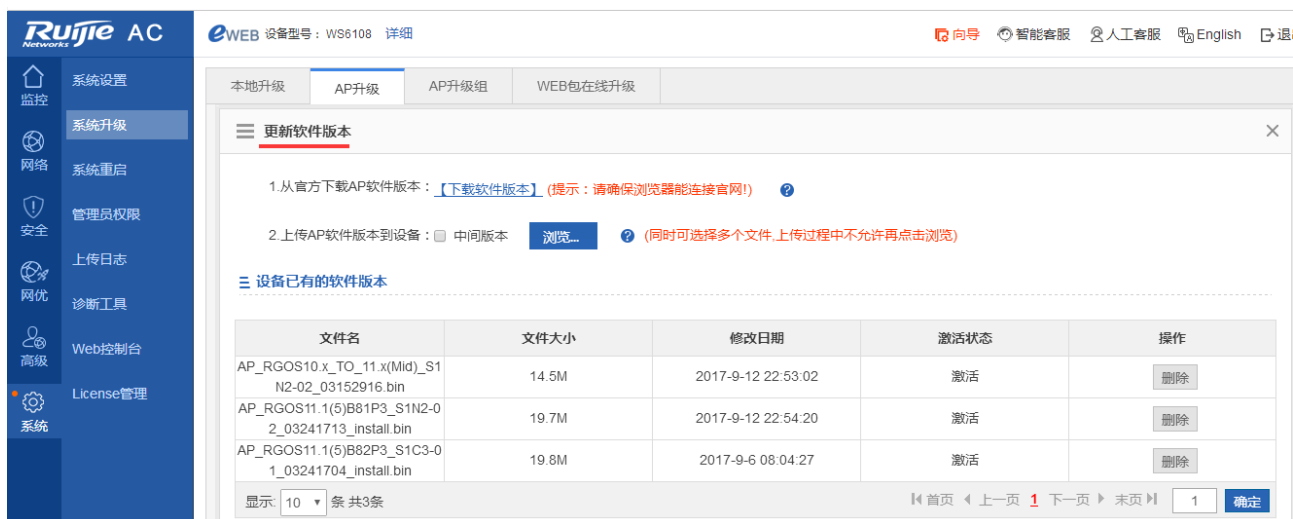 Ruijie Networks AC
eWEB 设备型号：WS6108 详细
向导 智能客服 人工客服 English 退
监控
网络
安全
网优
高级
系统
系统设置
系统升级
系统重启
管理员权限
上传日志
诊断工具
Web控制台
License管理
本地升级 AP升级 AP升级组 WEB包在线升级
更新软件版本
1.从官方下载AP软件版本：【下载软件版本】(提示：请确保浏览器能连接官网!)
2.上传AP软件版本到设备： 中间版本 浏览... (同时可选择多个文件,上传过程中不允许再点击浏览)
设备已有的软件版本
文件名 文件大小 修改日期 激活状态 操作
AP_RGOS10.x_TO_11.x(Mid)_S1
N2-02_03152916.bin 14.5M 2017-9-12 22:53:02 激活 删除
AP_RGOS11.1(5)B81P3_S1N2-0
2_03241713_install.bin 19.7M 2017-9-12 22:54:20 激活 删除
AP_RGOS11.1(5)B82P3_S1C3-0
1_03241704_install.bin 19.8M 2017-9-6 08:04:27 激活 删除
显示: 10 条 共3条 首页 上一页 1 下一页 末页 1 确定